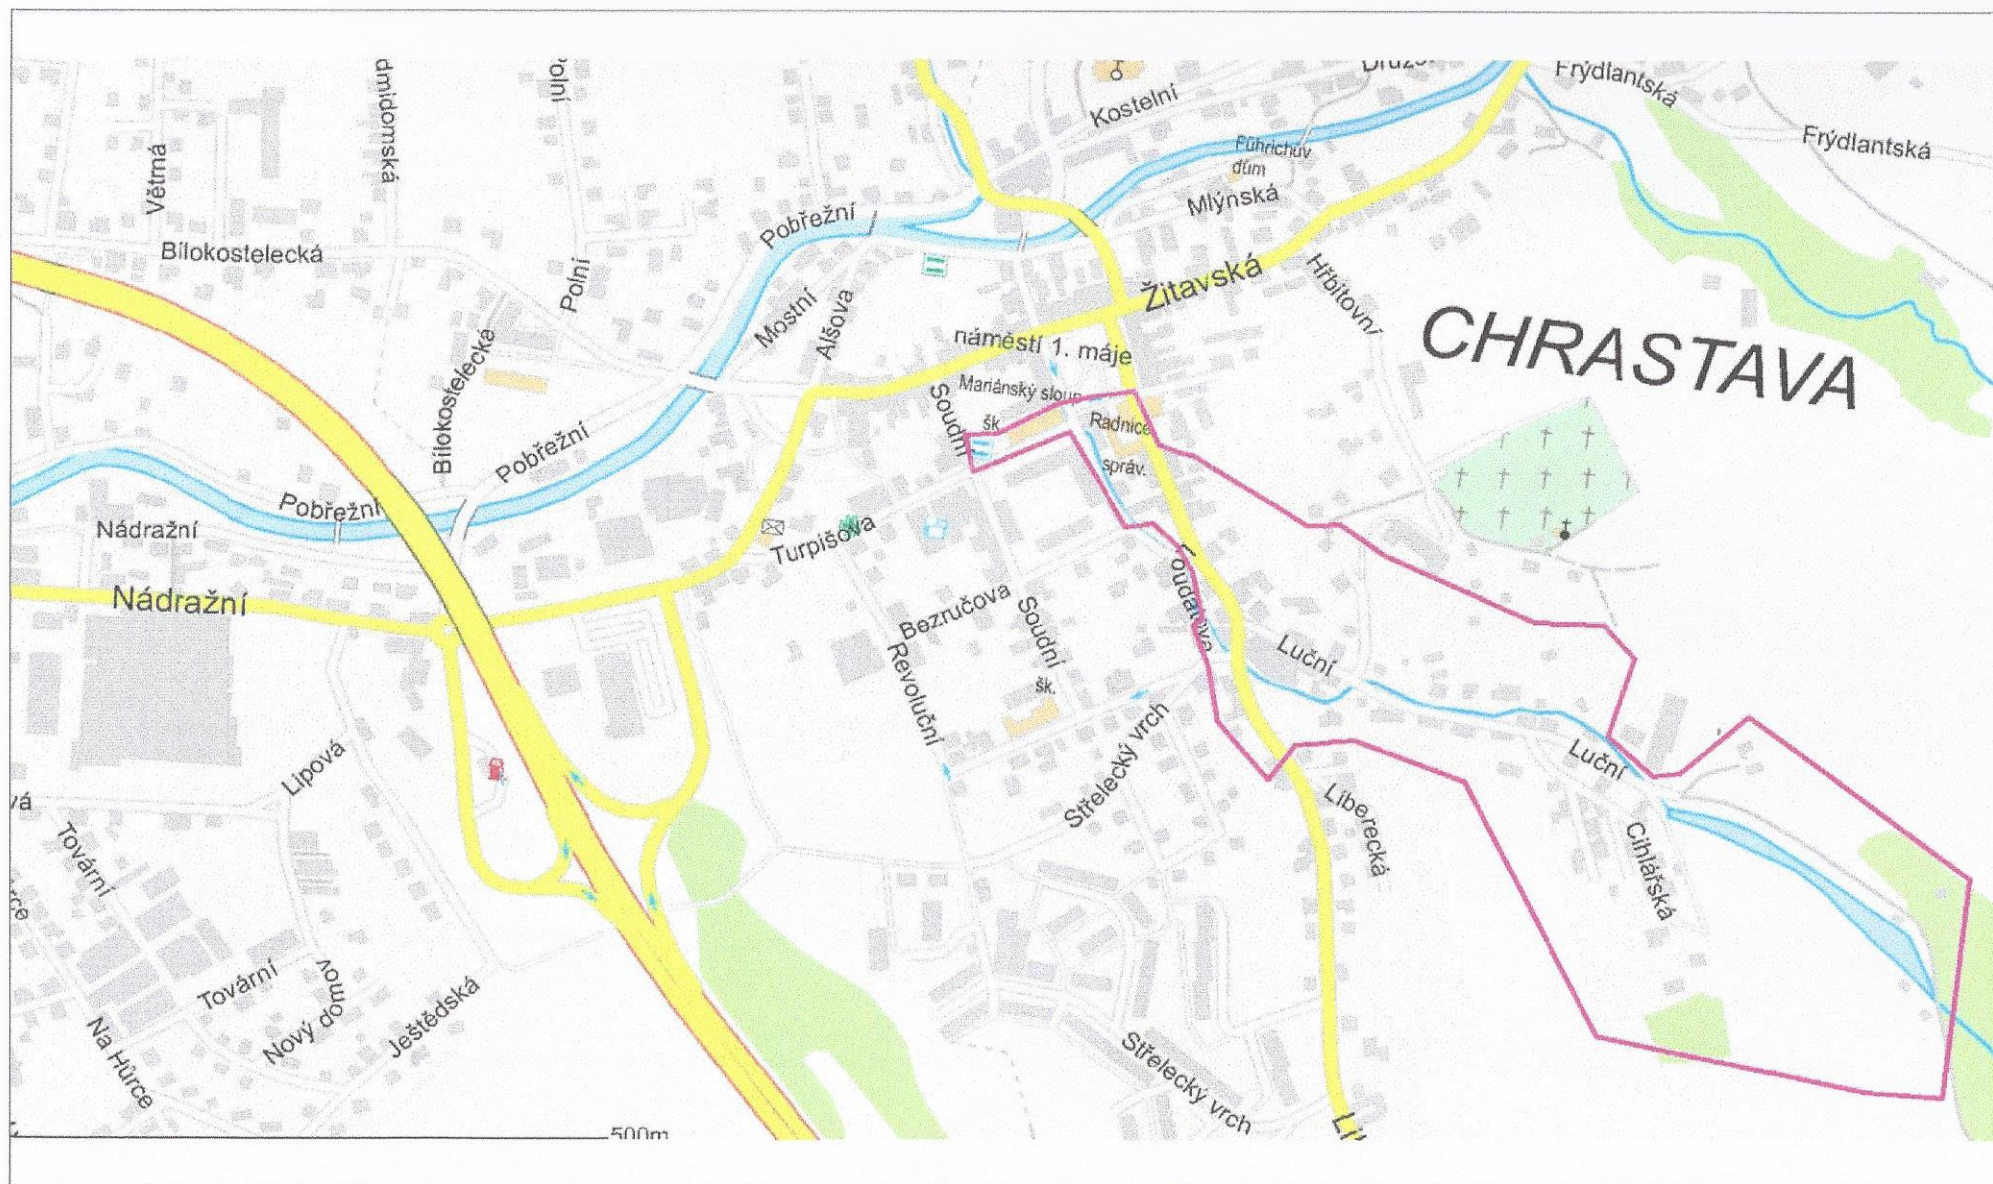 Kostelní
Frýdlantská
Frýdlantská
Větrná
Führichův
dům
Mlýnská
Pobřežní
Bílokostelecká
Polní
Žitavská
Hřbitovní
Mostní
Alšova
náměstí 1. máje
CHRASTAVA
Bílokostelecká
Mariánský sloup
Soudní
šk.
Radnice
správ.
Pobřežní
Pobřežní
Nádražní
Turpišova
Nádražní
Bezručova
Soudní
Luční
Revoluční
šk.
Střelecký vrch
Luční
Lipová
Liberecká
Tovární
Cihlářská
Tovární
Nový domov
Ještědská
Na Hůrce
Střelecký vrch
500m